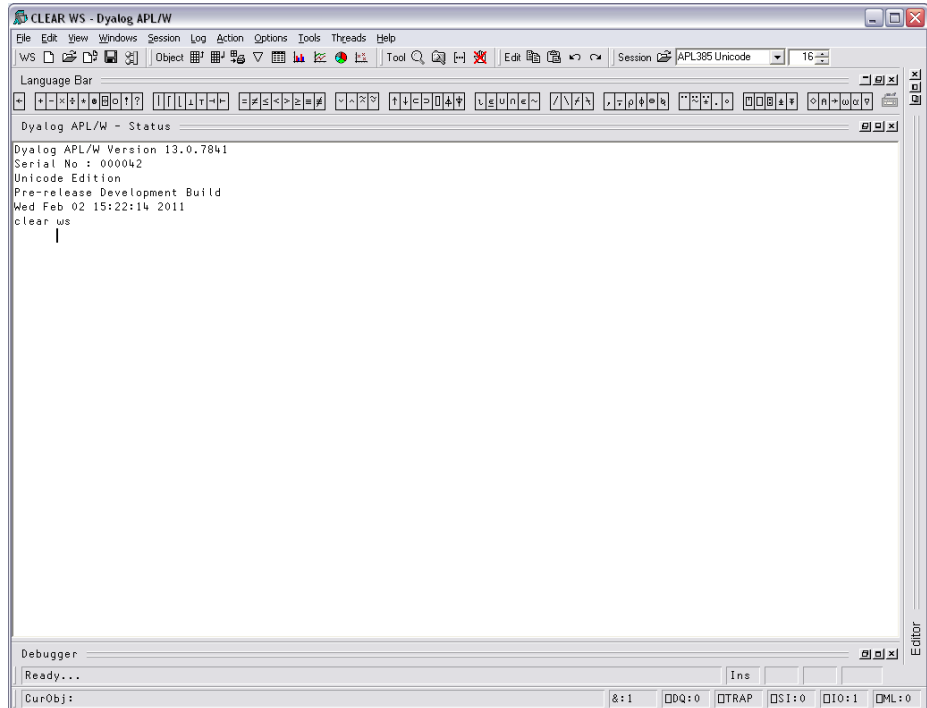 CLEAR WS - Dyalog APL/W
File Edit View Windows Session Log Action Options Tools Threads Help
WS Object Tool Edit Session APL385 Unicode 16
Language Bar
← + - × ÷ * ⍟ ⌹ ○ ! ? | ⌈ ⌊ ⊥ ⊤ ⊣ ⊢ = ≠ ≤ < > ≥ ≡ ≢ ∨ ∧ ⍲ ⍱ ↑ ↓ ⊂ ⊃ ⌷ ⍋ ⍒ ⍳ ⍷ ∪ ∩ ∊ ~ / \ ⌿ ⍀ , ⍪ ⍴ ⌽ ⊖ ⍉ ¨ ⍨ ⍣ . ∘ ⍞ ⎕ ⍠ ⍎ ⍕ ⋄ ⍝ → ⍵ ⍺ ∇
Dyalog APL/W - Status
Dyalog APL/W Version 13.0.7841
Serial No : 000042
Unicode Edition
Pre-release Development Build
Wed Feb 02 15:22:14 2011
clear ws
Editor
Debugger
Ready...
Ins
CurObj:
&:1 ⎕DQ:0 ⎕TRAP ⎕SI:0 ⎕IO:1 ⎕ML:0